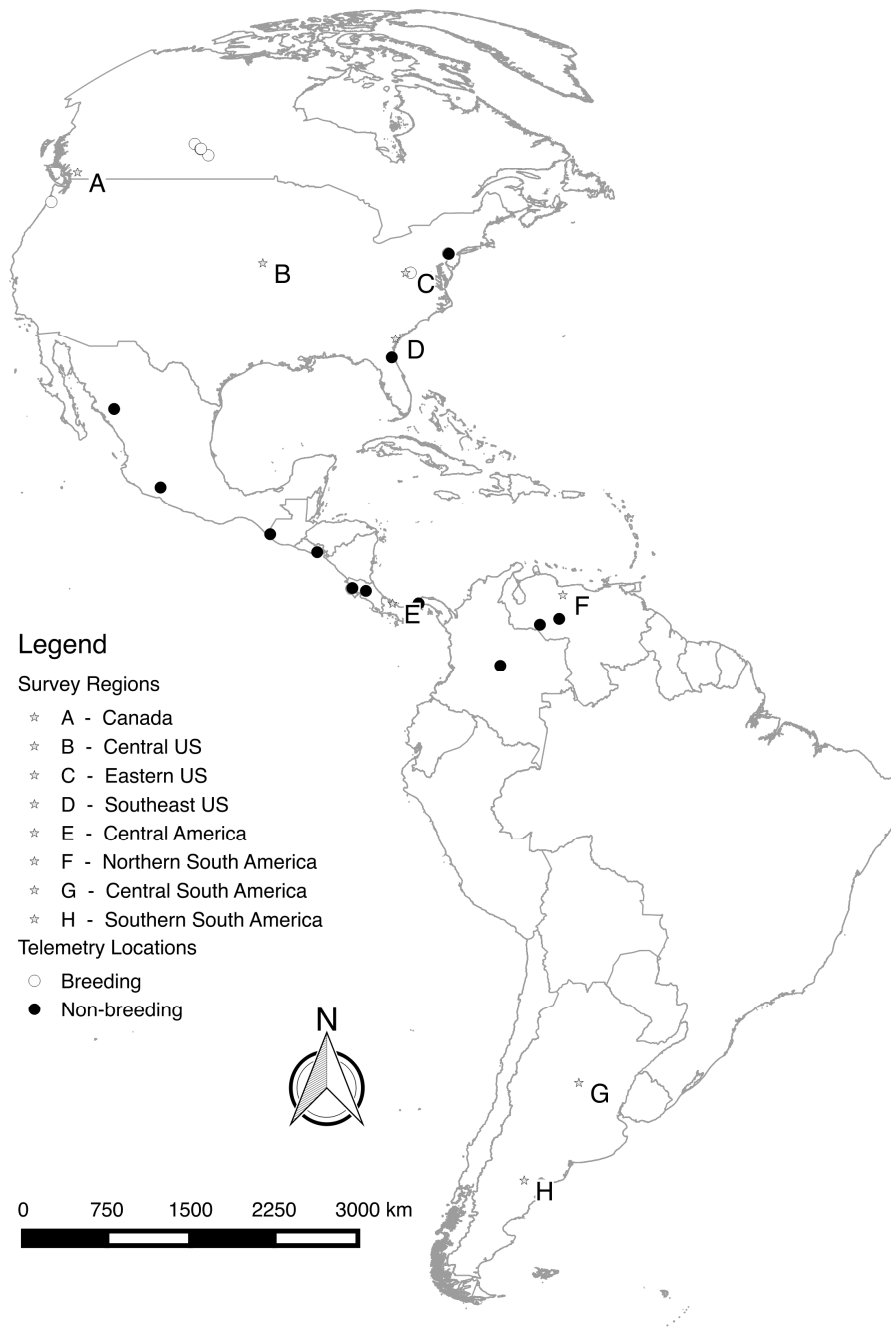 A
B
C
D
E
F
Legend
Survey Regions
A - Canada
B - Central US
C - Eastern US
D - Southeast US
E - Central America
F - Northern South America
G - Central South America
H - Southern South America
Telemetry Locations
Breeding
Non-breeding
N
G
H
0 750 1500 2250 3000 km